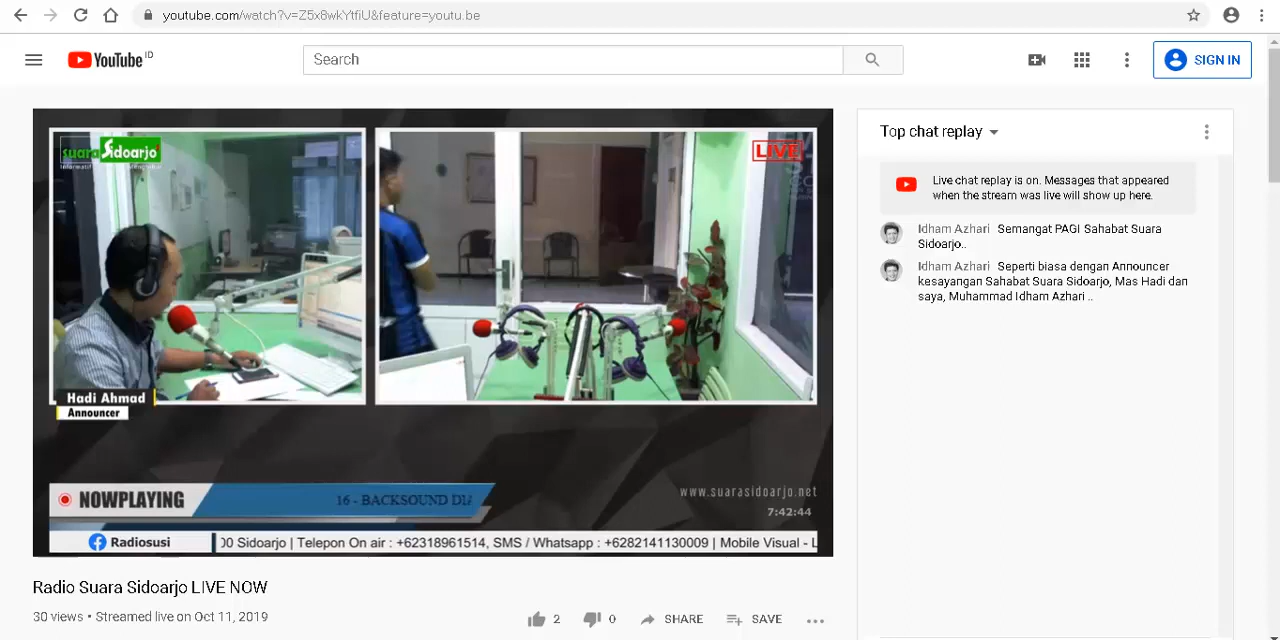 youtube.com/watch?v=Z5x8wkYtfiU&feature=youtu.be
YouTube ID
Search
SIGN IN
suara Sidoarjo
LIVE
Hadi Ahmad
Announcer
NOWPLAYING
16 - BACKSOUND
www.suarasidoarjo.net
7:42:44
Radiosusi
00 Sidoarjo | Telepon On air : +62318961514, SMS / Whatsapp : +6282141130009 | Mobile Visual - L
Radio Suara Sidoarjo LIVE NOW
30 views • Streamed live on Oct 11, 2019
2
0
SHARE
SAVE
Top chat replay
Live chat replay is on. Messages that appeared
when the stream was live will show up here.
Idham Azhari Semangat PAGI Sahabat Suara
Sidoarjo..
Idham Azhari Seperti biasa dengan Announcer
kesayangan Sahabat Suara Sidoarjo, Mas Hadi dan
saya, Muhammad Idham Azhari ..